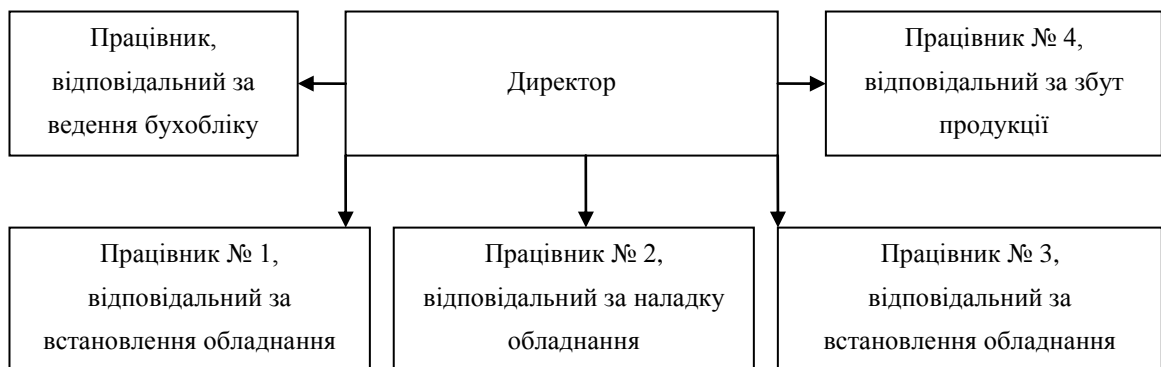 Працівник,
відповідальний за
ведення бухобліку
Директор
Працівник № 4,
відповідальний за збут
продукції
Працівник № 1,
відповідальний за
встановлення обладнання
Працівник № 2,
відповідальний за наладку
обладнання
Працівник № 3,
відповідальний за
встановлення обладнання